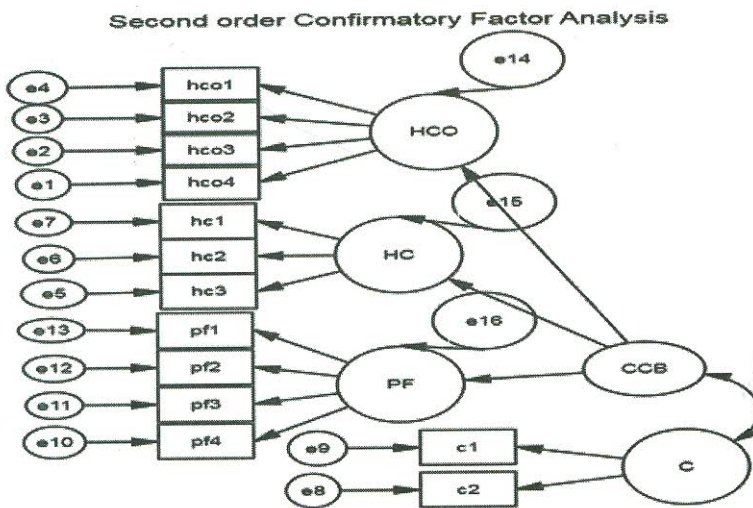 Second order Confirmatory Factor Analysis
e14
e4 hco1
e3 hco2
HCO
e2 hco3
e1 hco4
e15
e7 hc1
e6 hc2
HC
e5 hc3
e16
e13 pf1
e12 pf2
CCB
PF
e11 pf3
e10 pf4
e9 c1
C
e8 c2